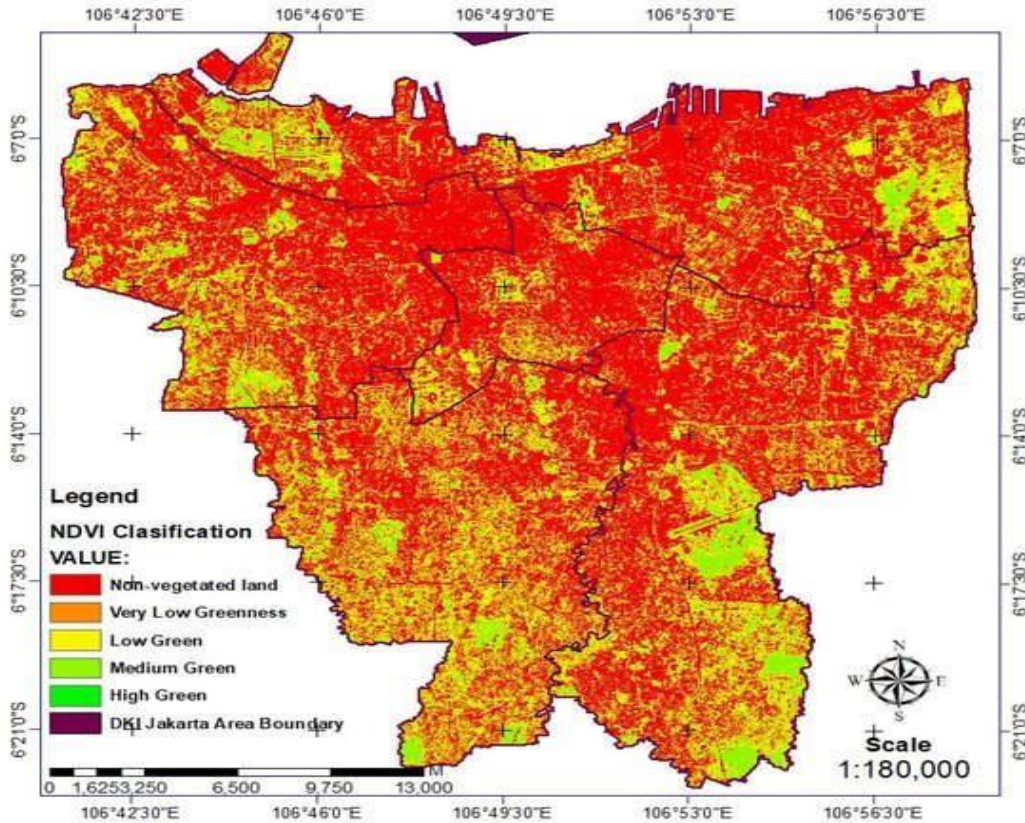 106°42'30"E 106°46'0"E 106°49'30"E 106°53'0"E 106°56'30"E
6°7'0"S 6°7'0"S
6°10'30"S 6°10'30"S
6°14'0"S 6°14'0"S
Legend
NDVI Clasification
VALUE:
Non-vegetated land
6°17'30"S 6°17'30"S
Very Low Greenness
Low Green
Medium Green
High Green
DKI Jakarta Area Boundary
6°21'0"S 6°21'0"S
N
W E
S
Scale
1:180,000
M
0 1,6253,250 6,500 9,750 13,000
106°42'30"E 106°46'0"E 106°49'30"E 106°53'0"E 106°56'30"E